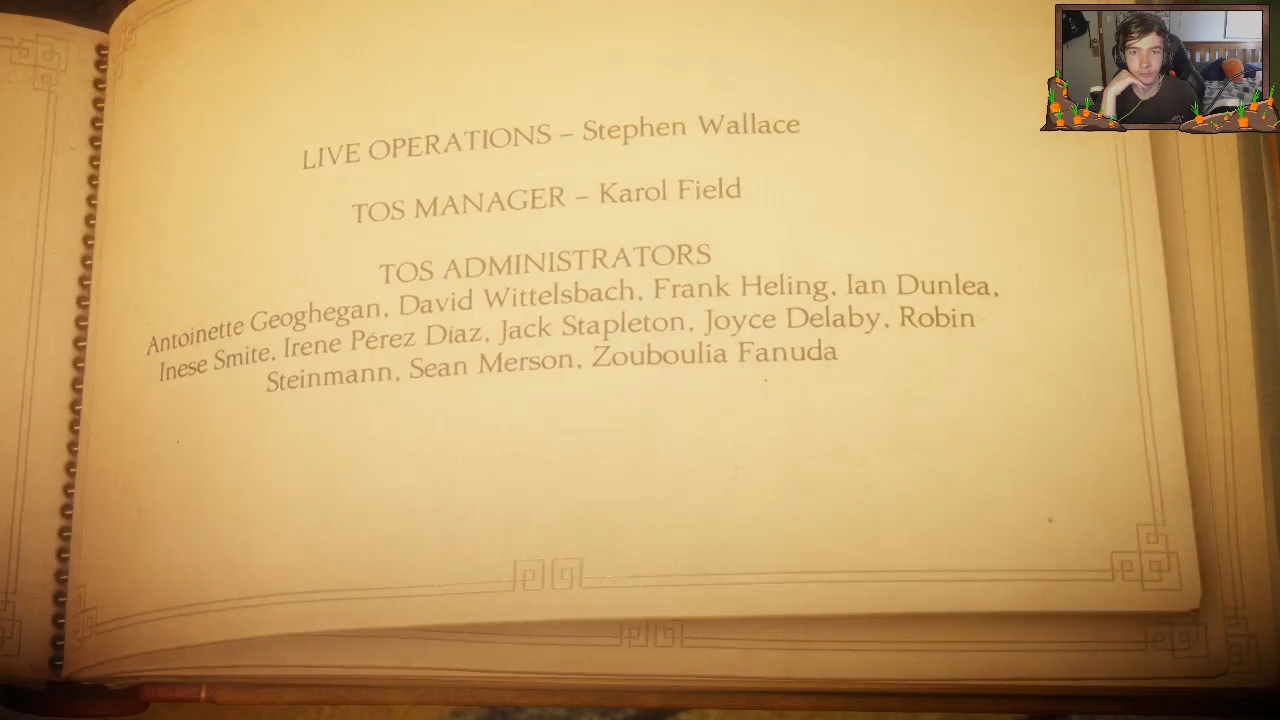 LIVE OPERATIONS – Stephen Wallace
TOS MANAGER – Karol Field
TOS ADMINISTRATORS
Antoinette Geoghegan, David Wittelsbach, Frank Heling, Ian Dunlea,
Inese Smite, Irene Pérez Díaz, Jack Stapleton, Joyce Delaby, Robin
Steinmann, Sean Merson, Zouboulia Fanuda